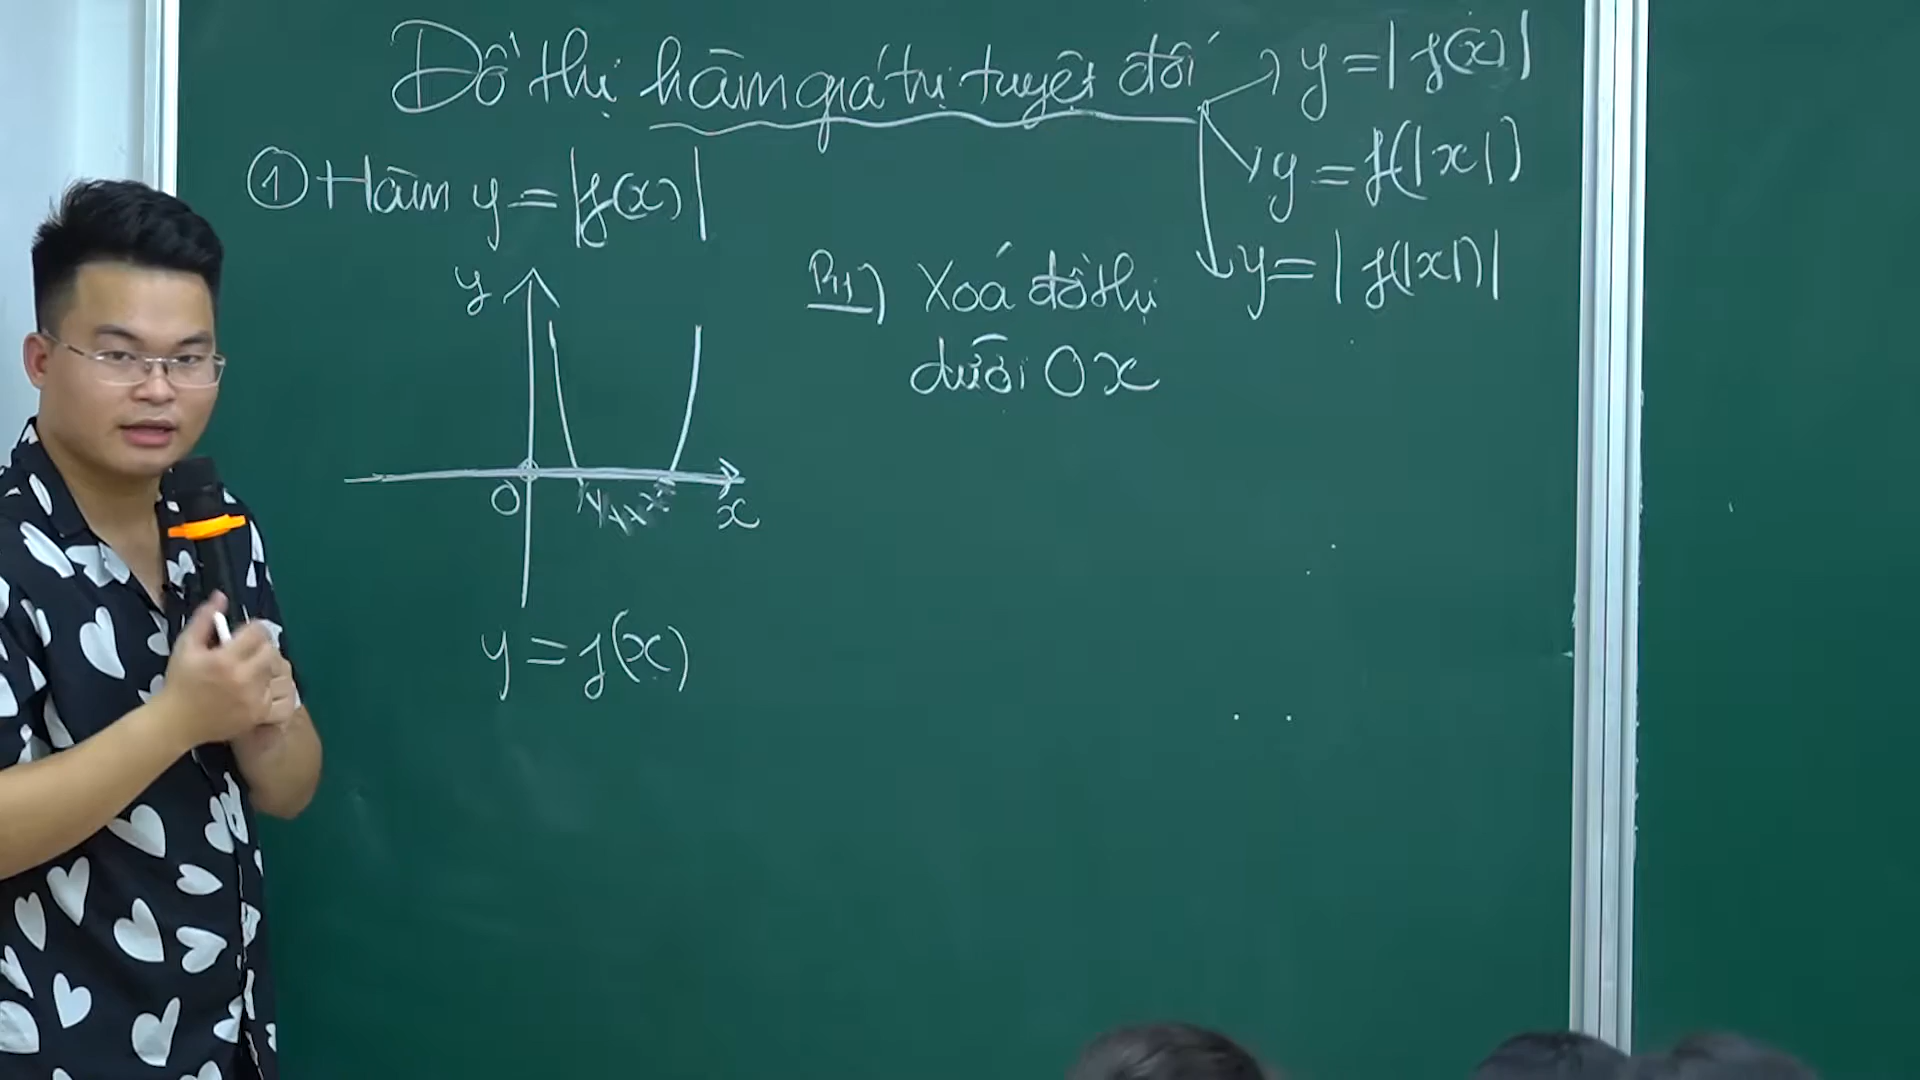 Đồ thị hàm giá trị tuyệt đối
y = |f(x)|
y = f(|x|)
y = |f(|x|)|
① Hàm y = |f(x)|
B1) Xoá đồ thị
dưới Ox
y
O
x
y = f(x)